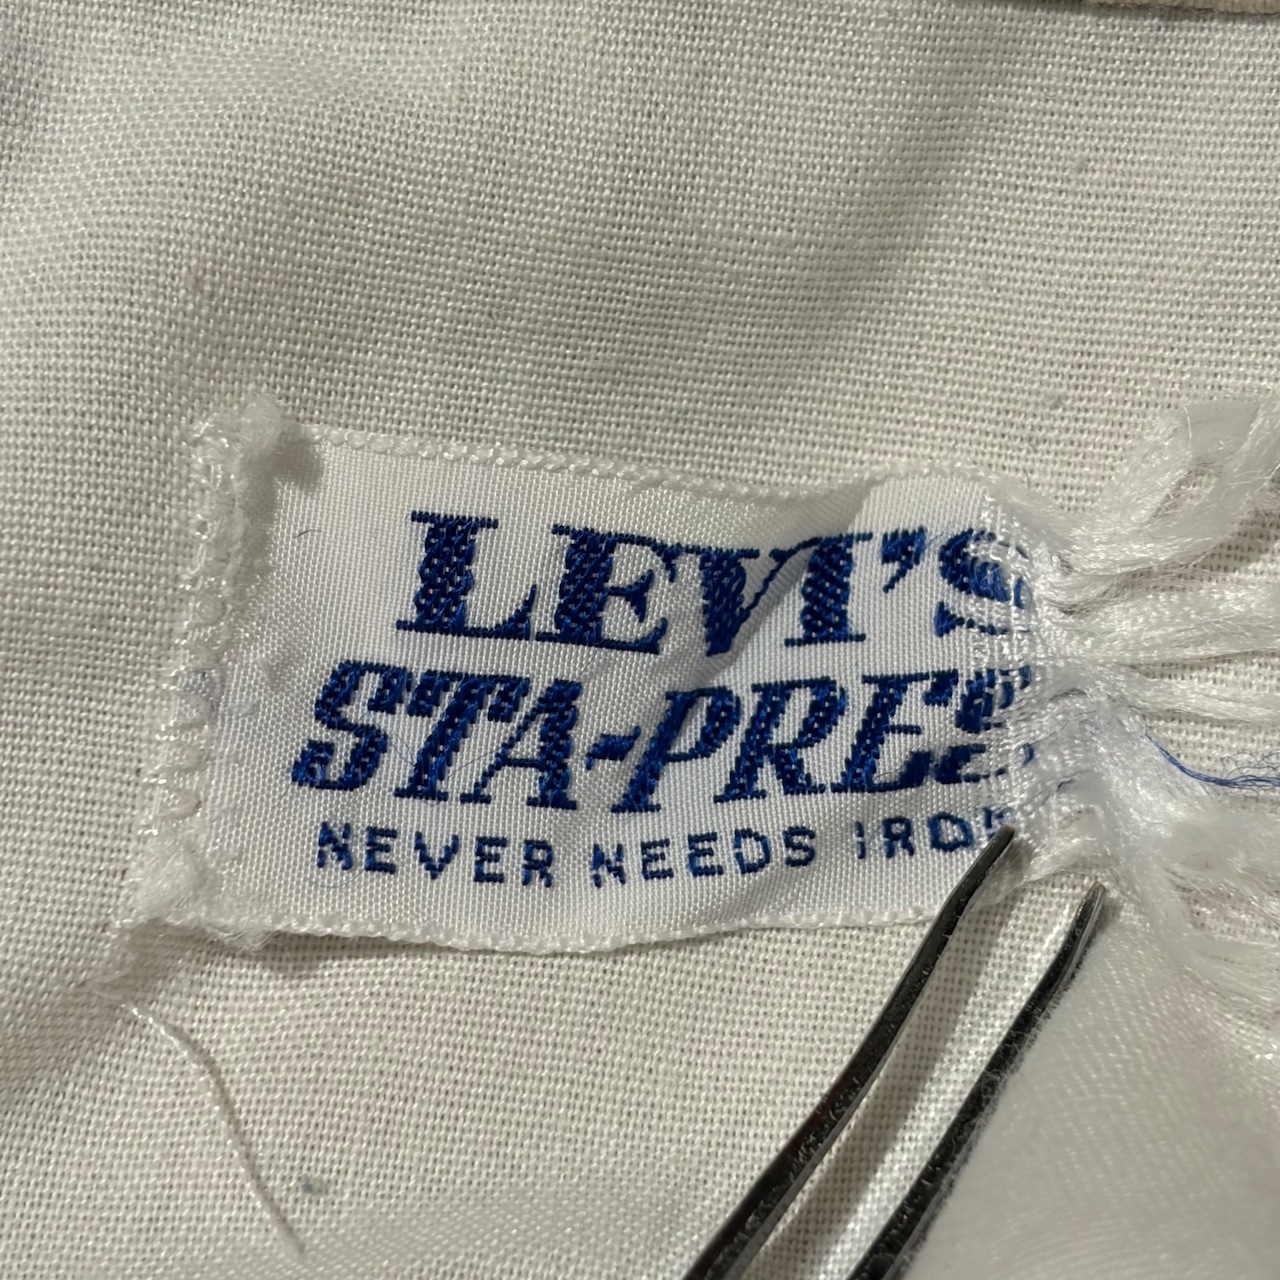 LEVI'S
STA-PRES
NEVER NEEDS IRO